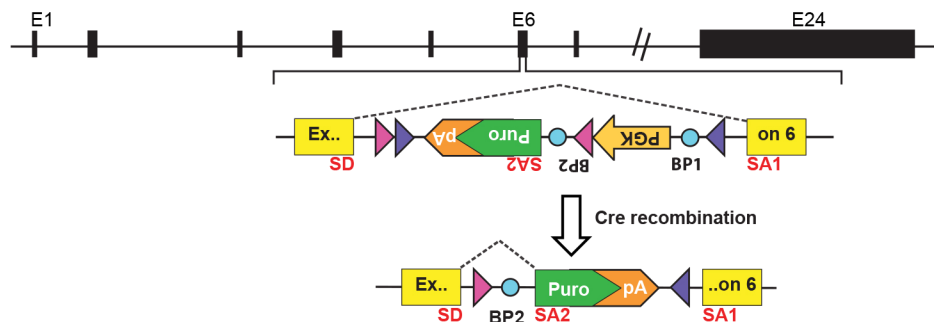 E1 E6 E24
Ex.. pA Puro PGK on 6
SD SA2 BP2 BP1 SA1
Cre recombination
Ex.. Puro pA ..on 6
SD BP2 SA2 SA1